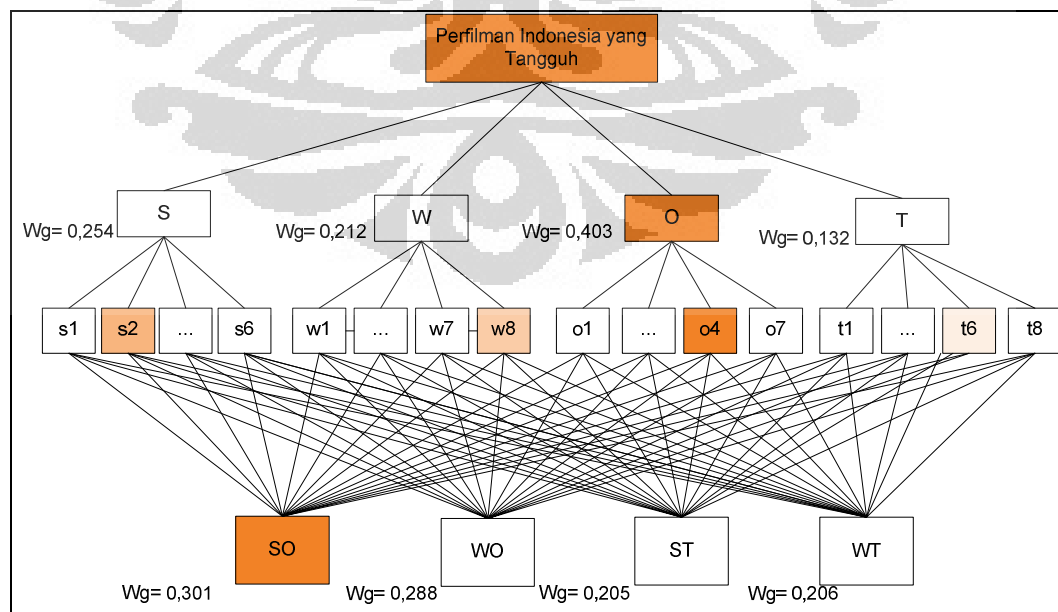 Perfilman Indonesia yang
Tangguh
S
W
O
T
Wg= 0,254
Wg= 0,212
Wg= 0,403
Wg= 0,132
s1
s2
...
s6
w1
...
w7
w8
o1
...
o4
o7
t1
...
t6
t8
SO
WO
ST
WT
Wg= 0,301
Wg= 0,288
Wg= 0,205
Wg= 0,206